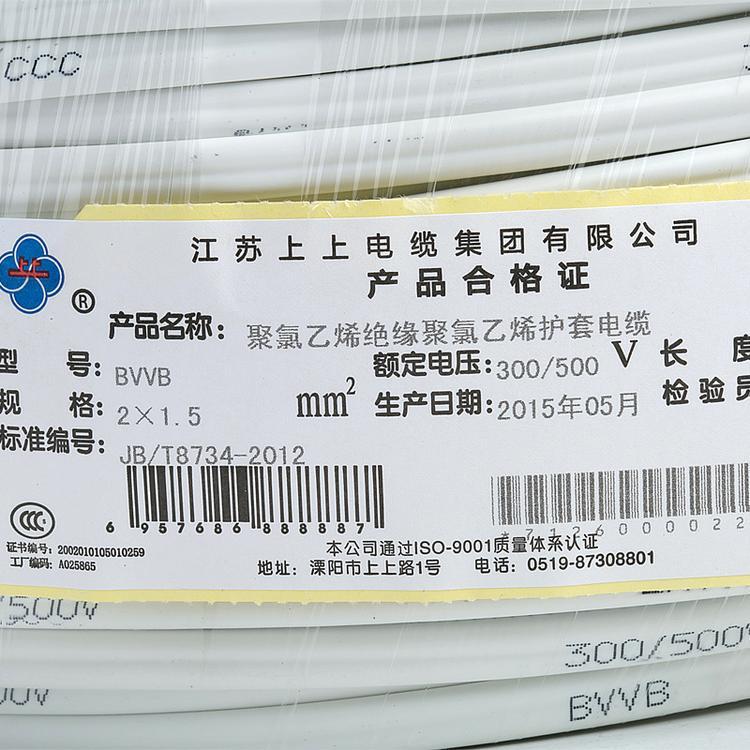 CCC
江苏上上电缆集团有限公司
上上
®
产品合格证
产品名称: 聚氯乙烯绝缘聚氯乙烯护套电缆
型 号: BVVB 额定电压: 300/500 V 长 度
规 格: 2×1.5 mm² 生产日期: 2015年05月 检验员
标准编号: JB/T8734-2012
6 957686 888887
CCC
证书编号: 2002010105010259 本公司通过ISO-9001质量体系认证
工厂编码: A025865 地址: 溧阳市上上路1号 电话: 0519-87308801
/500V
300/500V
00V
BVVB